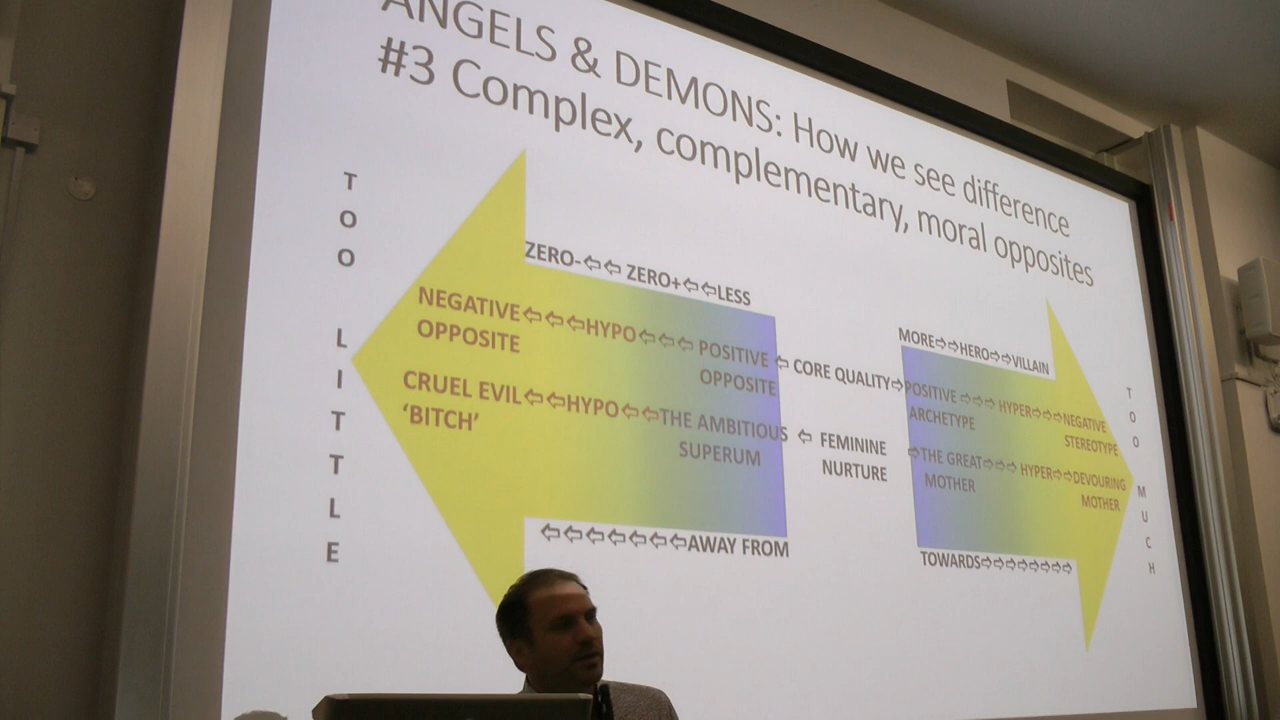 ANGELS & DEMONS: How we see difference
#3 Complex, complementary, moral opposites
TOO LITTLE
ZERO-⇦⇦ ZERO+⇦⇦LESS
NEGATIVE⇦⇦⇦HYPO⇦⇦⇦ POSITIVE
OPPOSITE OPPOSITE
CRUEL EVIL⇦⇦HYPO⇦⇦THE AMBITIOUS
‘BITCH’ SUPERUM
⇦⇦⇦⇦⇦⇦⇦AWAY FROM
⇦ CORE QUALITY⇨
⇦ FEMININE
NURTURE
MORE⇨⇨HERO⇨⇨VILLAIN
POSITIVE ⇨⇨⇨ HYPER⇨⇨⇨NEGATIVE
ARCHETYPE STEREOTYPE
⇨THE GREAT⇨⇨⇨ HYPER⇨⇨DEVOURING
MOTHER MOTHER
TOWARDS⇨⇨⇨⇨⇨⇨⇨⇨
TOO MUCH